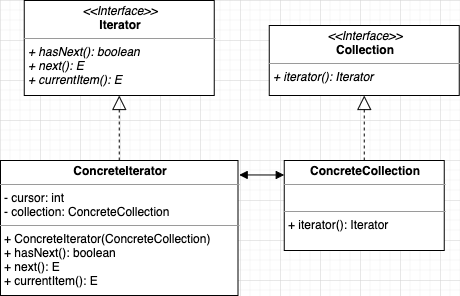 <<Interface>>
Iterator
+ hasNext(): boolean
+ next(): E
+ currentItem(): E
<<Interface>>
Collection
+ iterator(): Iterator
ConcreteIterator
- cursor: int
- collection: ConcreteCollection
+ ConcreteIterator(ConcreteCollection)
+ hasNext(): boolean
+ next(): E
+ currentItem(): E
ConcreteCollection
+ iterator(): Iterator